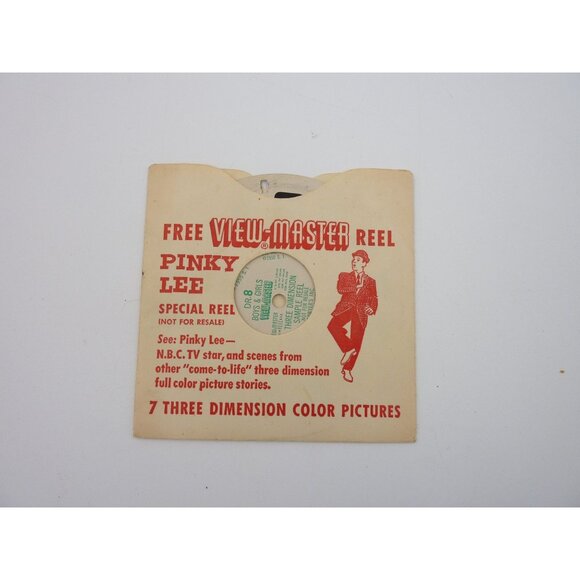 FREE VIEW-MASTER ® REEL
PINKY
LEE
SPECIAL REEL
(NOT FOR RESALE)
See: Pinky Lee—
N.B.C. TV star, and scenes from
other "come-to-life" three dimension
full color picture stories.
7 THREE DIMENSION COLOR PICTURES
DR. 8
BOYS & GIRLS
VIEW-MASTER
THREE DIMENSION
SAMPLE REEL